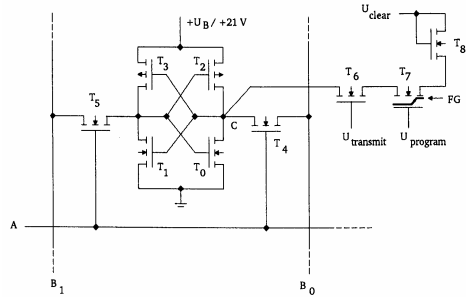 +U_B / +21 V
U_clear
T_8
T_3
T_2
T_6
T_7
T_5
FG
C
T_4
T_1
T_0
U_transmit
U_program
A
B_1
B_0